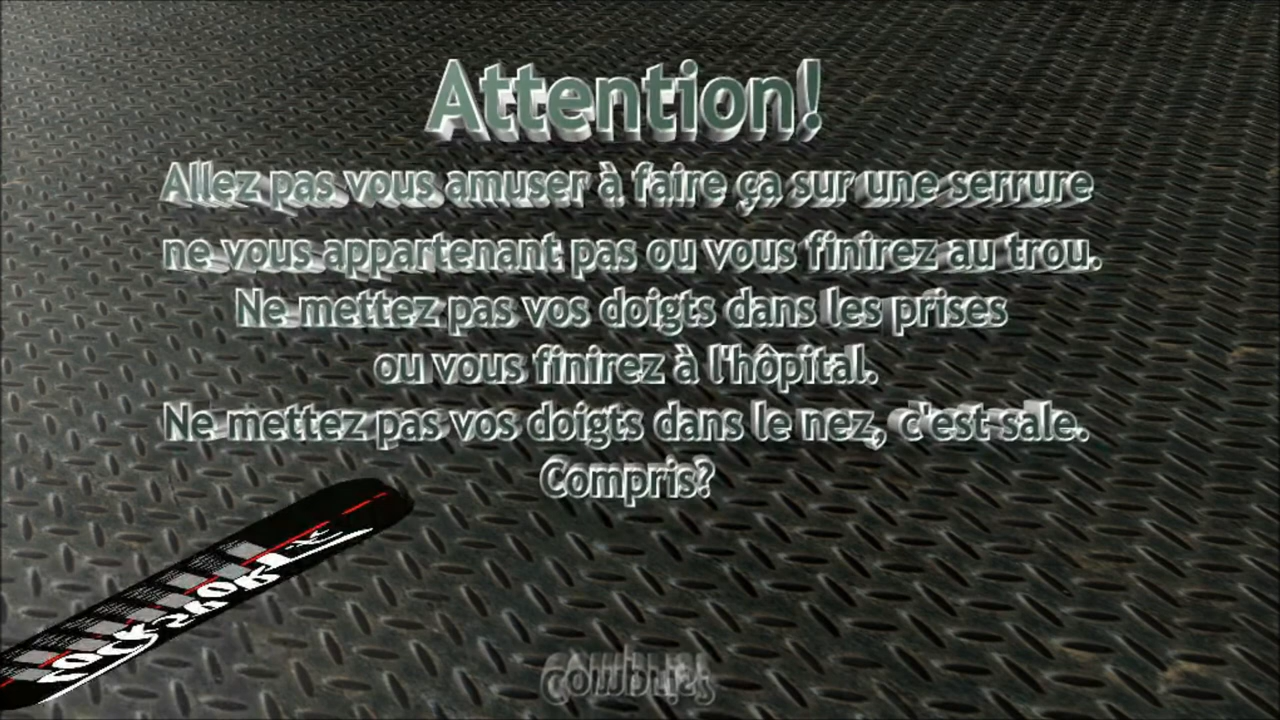 Attention!
Allez pas vous amuser à faire ça sur une serrure
ne vous appartenant pas ou vous finirez au trou.
Ne mettez pas vos doigts dans les prises
ou vous finirez à l'hôpital.
Ne mettez pas vos doigts dans le nez, c'est sale.
Compris?